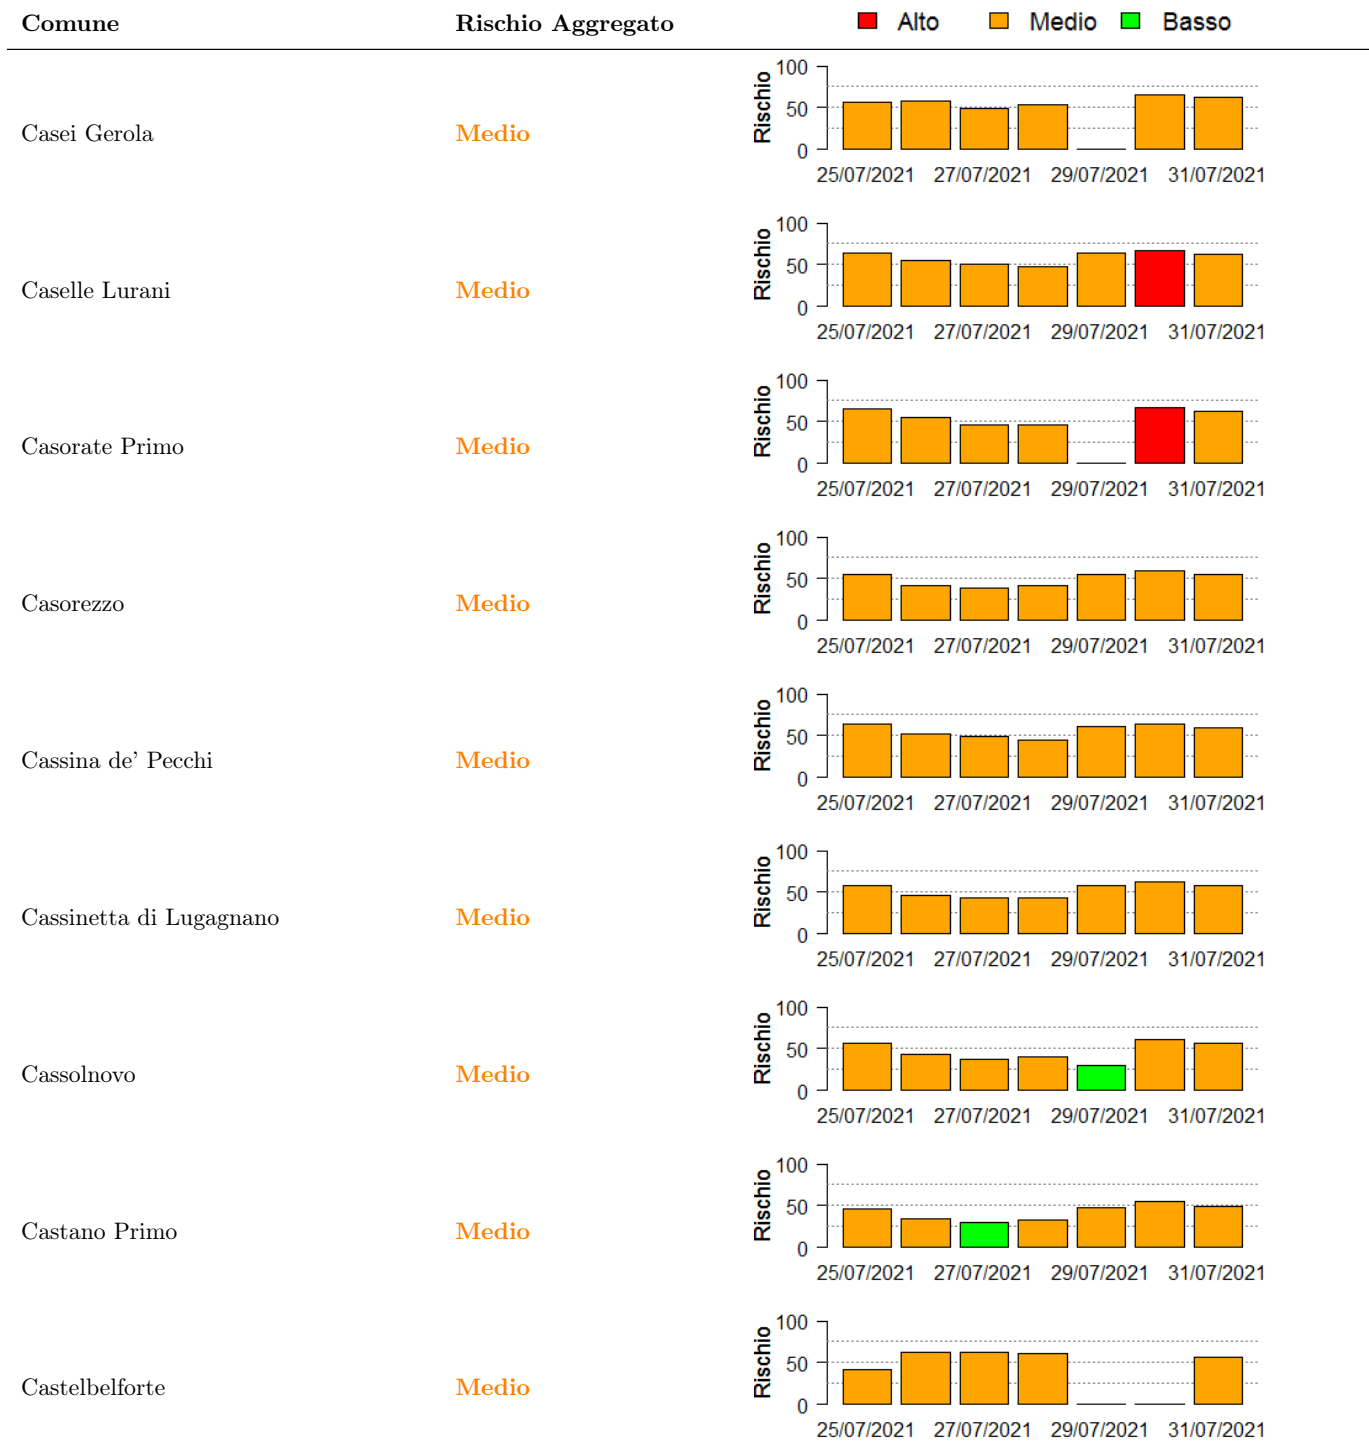 Comune Rischio Aggregato Alto Medio Basso
Casei Gerola Medio Rischio 100 50 0
25/07/2021 27/07/2021 29/07/2021 31/07/2021
Caselle Lurani Medio Rischio 100 50 0
25/07/2021 27/07/2021 29/07/2021 31/07/2021
Casorate Primo Medio Rischio 100 50 0
25/07/2021 27/07/2021 29/07/2021 31/07/2021
Casorezzo Medio Rischio 100 50 0
25/07/2021 27/07/2021 29/07/2021 31/07/2021
Cassina de' Pecchi Medio Rischio 100 50 0
25/07/2021 27/07/2021 29/07/2021 31/07/2021
Cassinetta di Lugagnano Medio Rischio 100 50 0
25/07/2021 27/07/2021 29/07/2021 31/07/2021
Cassolnovo Medio Rischio 100 50 0
25/07/2021 27/07/2021 29/07/2021 31/07/2021
Castano Primo Medio Rischio 100 50 0
25/07/2021 27/07/2021 29/07/2021 31/07/2021
Castelbelforte Medio Rischio 100 50 0
25/07/2021 27/07/2021 29/07/2021 31/07/2021